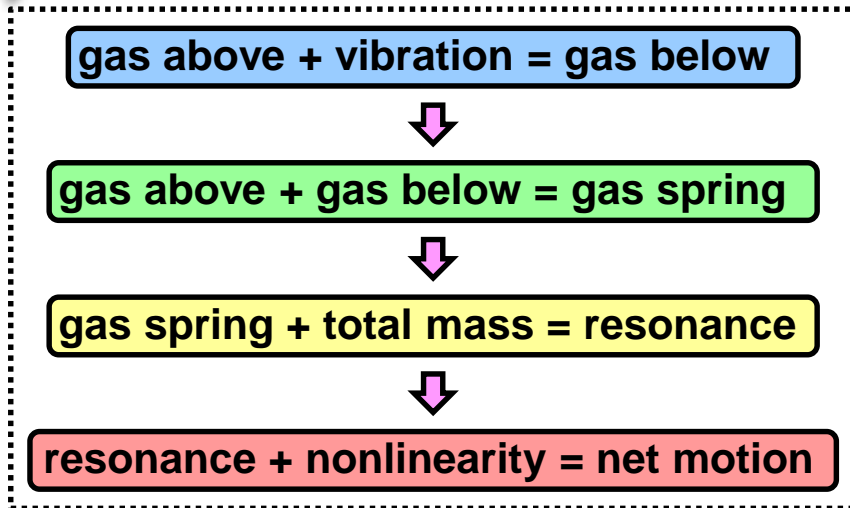 gas above + vibration = gas below
gas above + gas below = gas spring
gas spring + total mass = resonance
resonance + nonlinearity = net motion